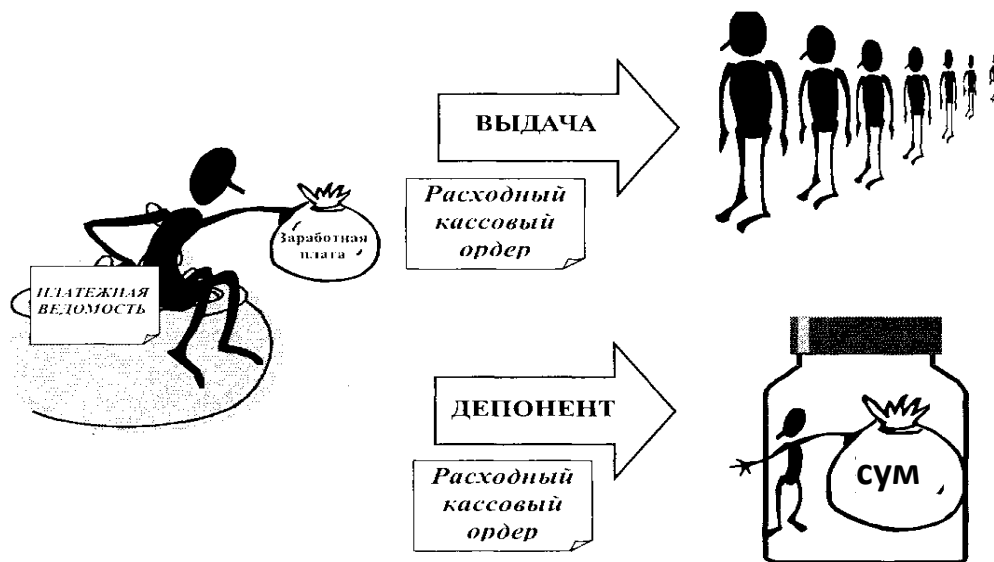 ВЫДАЧА
Расходный
кассовый
ордер
Заработная
плата
ПЛАТЕЖНАЯ
ВЕДОМОСТЬ
ДЕПОНЕНТ
Расходный
кассовый
ордер
сум